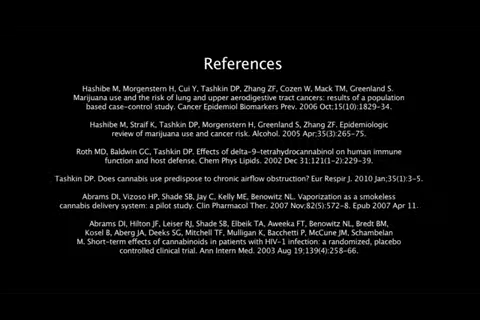 References
Hashibe M, Morgenstern H, Cui Y, Tashkin DP, Zhang ZF, Cozen W, Mack TM, Greenland S.
Marijuana use and the risk of lung and upper aerodigestive tract cancers: results of a population
based case-control study. Cancer Epidemiol Biomarkers Prev. 2006 Oct;15(10):1829-34.
Hashibe M, Straif K, Tashkin DP, Morgenstern H, Greenland S, Zhang ZF. Epidemiologic
review of marijuana use and cancer risk. Alcohol. 2005 Apr;35(3):265-75.
Roth MD, Baldwin GC, Tashkin DP. Effects of delta-9-tetrahydrocannabinol on human immune
function and host defense. Chem Phys Lipids. 2002 Dec 31;121(1-2):229-39.
Tashkin DP. Does cannabis use predispose to chronic airflow obstruction? Eur Respir J. 2010 Jan;35(1):3-5.
Abrams DI, Vizoso HP, Shade SB, Jay C, Kelly ME, Benowitz NL. Vaporization as a smokeless
cannabis delivery system: a pilot study. Clin Pharmacol Ther. 2007 Nov;82(5):572-8. Epub 2007 Apr 11.
Abrams DI, Hilton JF, Leiser RJ, Shade SB, Elbeik TA, Aweeka FT, Benowitz NL, Bredt BM,
Kosel B, Aberg JA, Deeks SG, Mitchell TF, Mulligan K, Bacchetti P, McCune JM, Schambelan
M. Short-term effects of cannabinoids in patients with HIV-1 infection: a randomized, placebo
controlled clinical trial. Ann Intern Med. 2003 Aug 19;139(4):258-66.